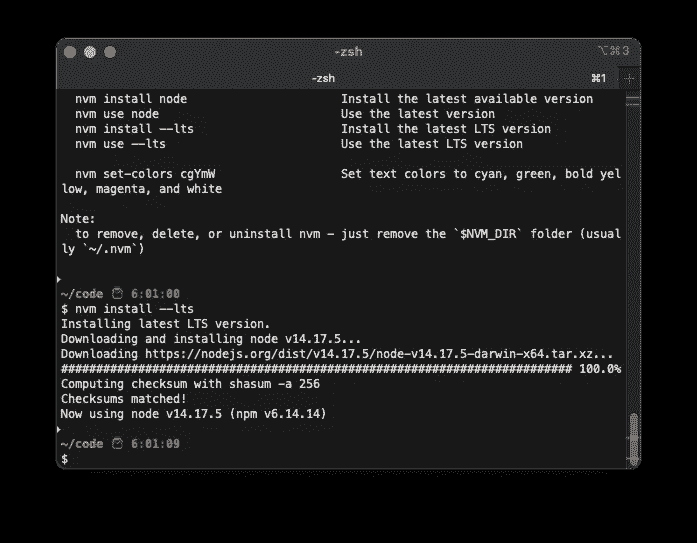 -zsh
⌥⌘3
-zsh
⌘1
+
nvm install node                     Install the latest available version
nvm use node                         Use the latest version
nvm install --lts                    Install the latest LTS version
nvm use --lts                        Use the latest LTS version
nvm set-colors cgYmW                 Set text colors to cyan, green, bold yel
low, magenta, and white
Note:
to remove, delete, or uninstall nvm - just remove the `$NVM_DIR` folder (usual
ly `~/.nvm`)
~/code 6:01:00
$ nvm install --lts
Installing latest LTS version.
Downloading and installing node v14.17.5...
Downloading https://nodejs.org/dist/v14.17.5/node-v14.17.5-darwin-x64.tar.xz...
######################################################################### 100.0%
Computing checksum with shasum -a 256
Checksums matched!
Now using node v14.17.5 (npm v6.14.14)
~/code 6:01:09
$